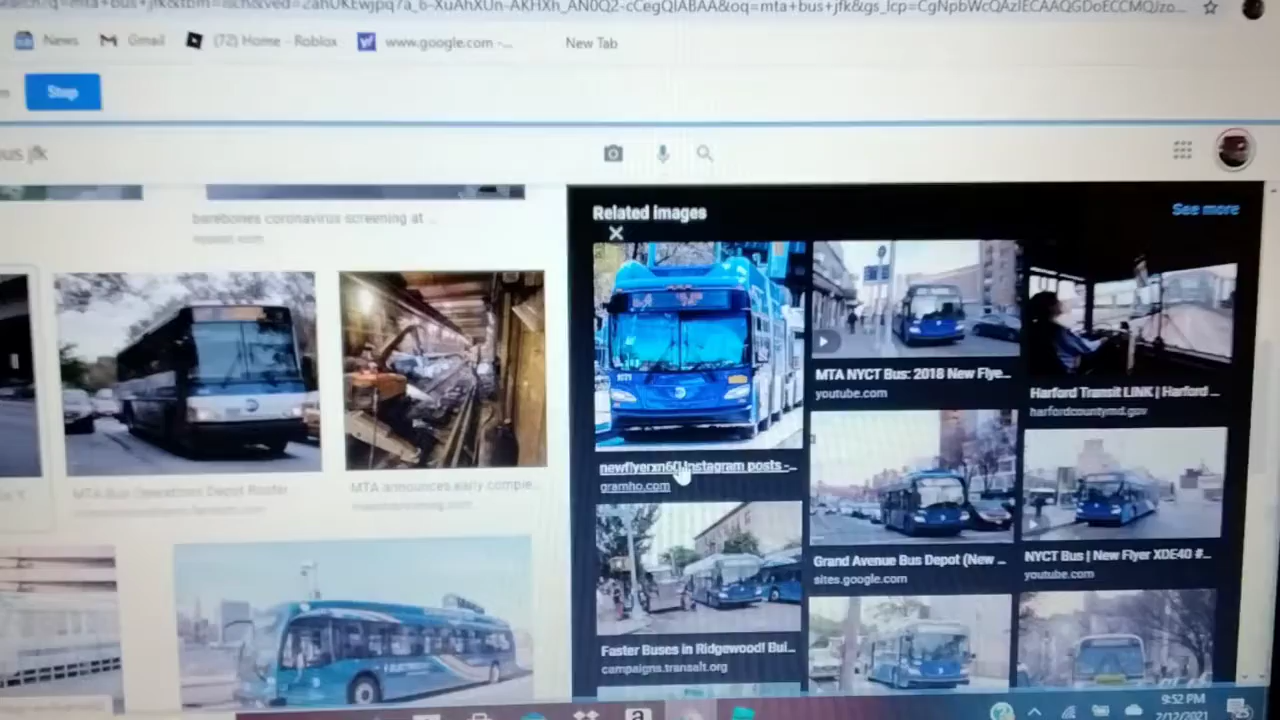 News
Gmail
(72) Home - Roblox
www.google.com -...
New Tab
Stop
us jfk
barebones coronavirus screening at ...
Related images
See more
MTA Bus Operations Depot Roster
MTA announces early comple...
newflyerxn60 Instagram posts -...
gramho.com
MTA NYCT Bus: 2018 New Flye...
youtube.com
Harford Transit LINK | Harford ...
harfordcountymd.gov
Grand Avenue Bus Depot (New ...
sites.google.com
NYCT Bus | New Flyer XDE40 #...
youtube.com
Faster Buses in Ridgewood! Bui...
campaigns.transalt.org
9:52 PM
2/12/2021